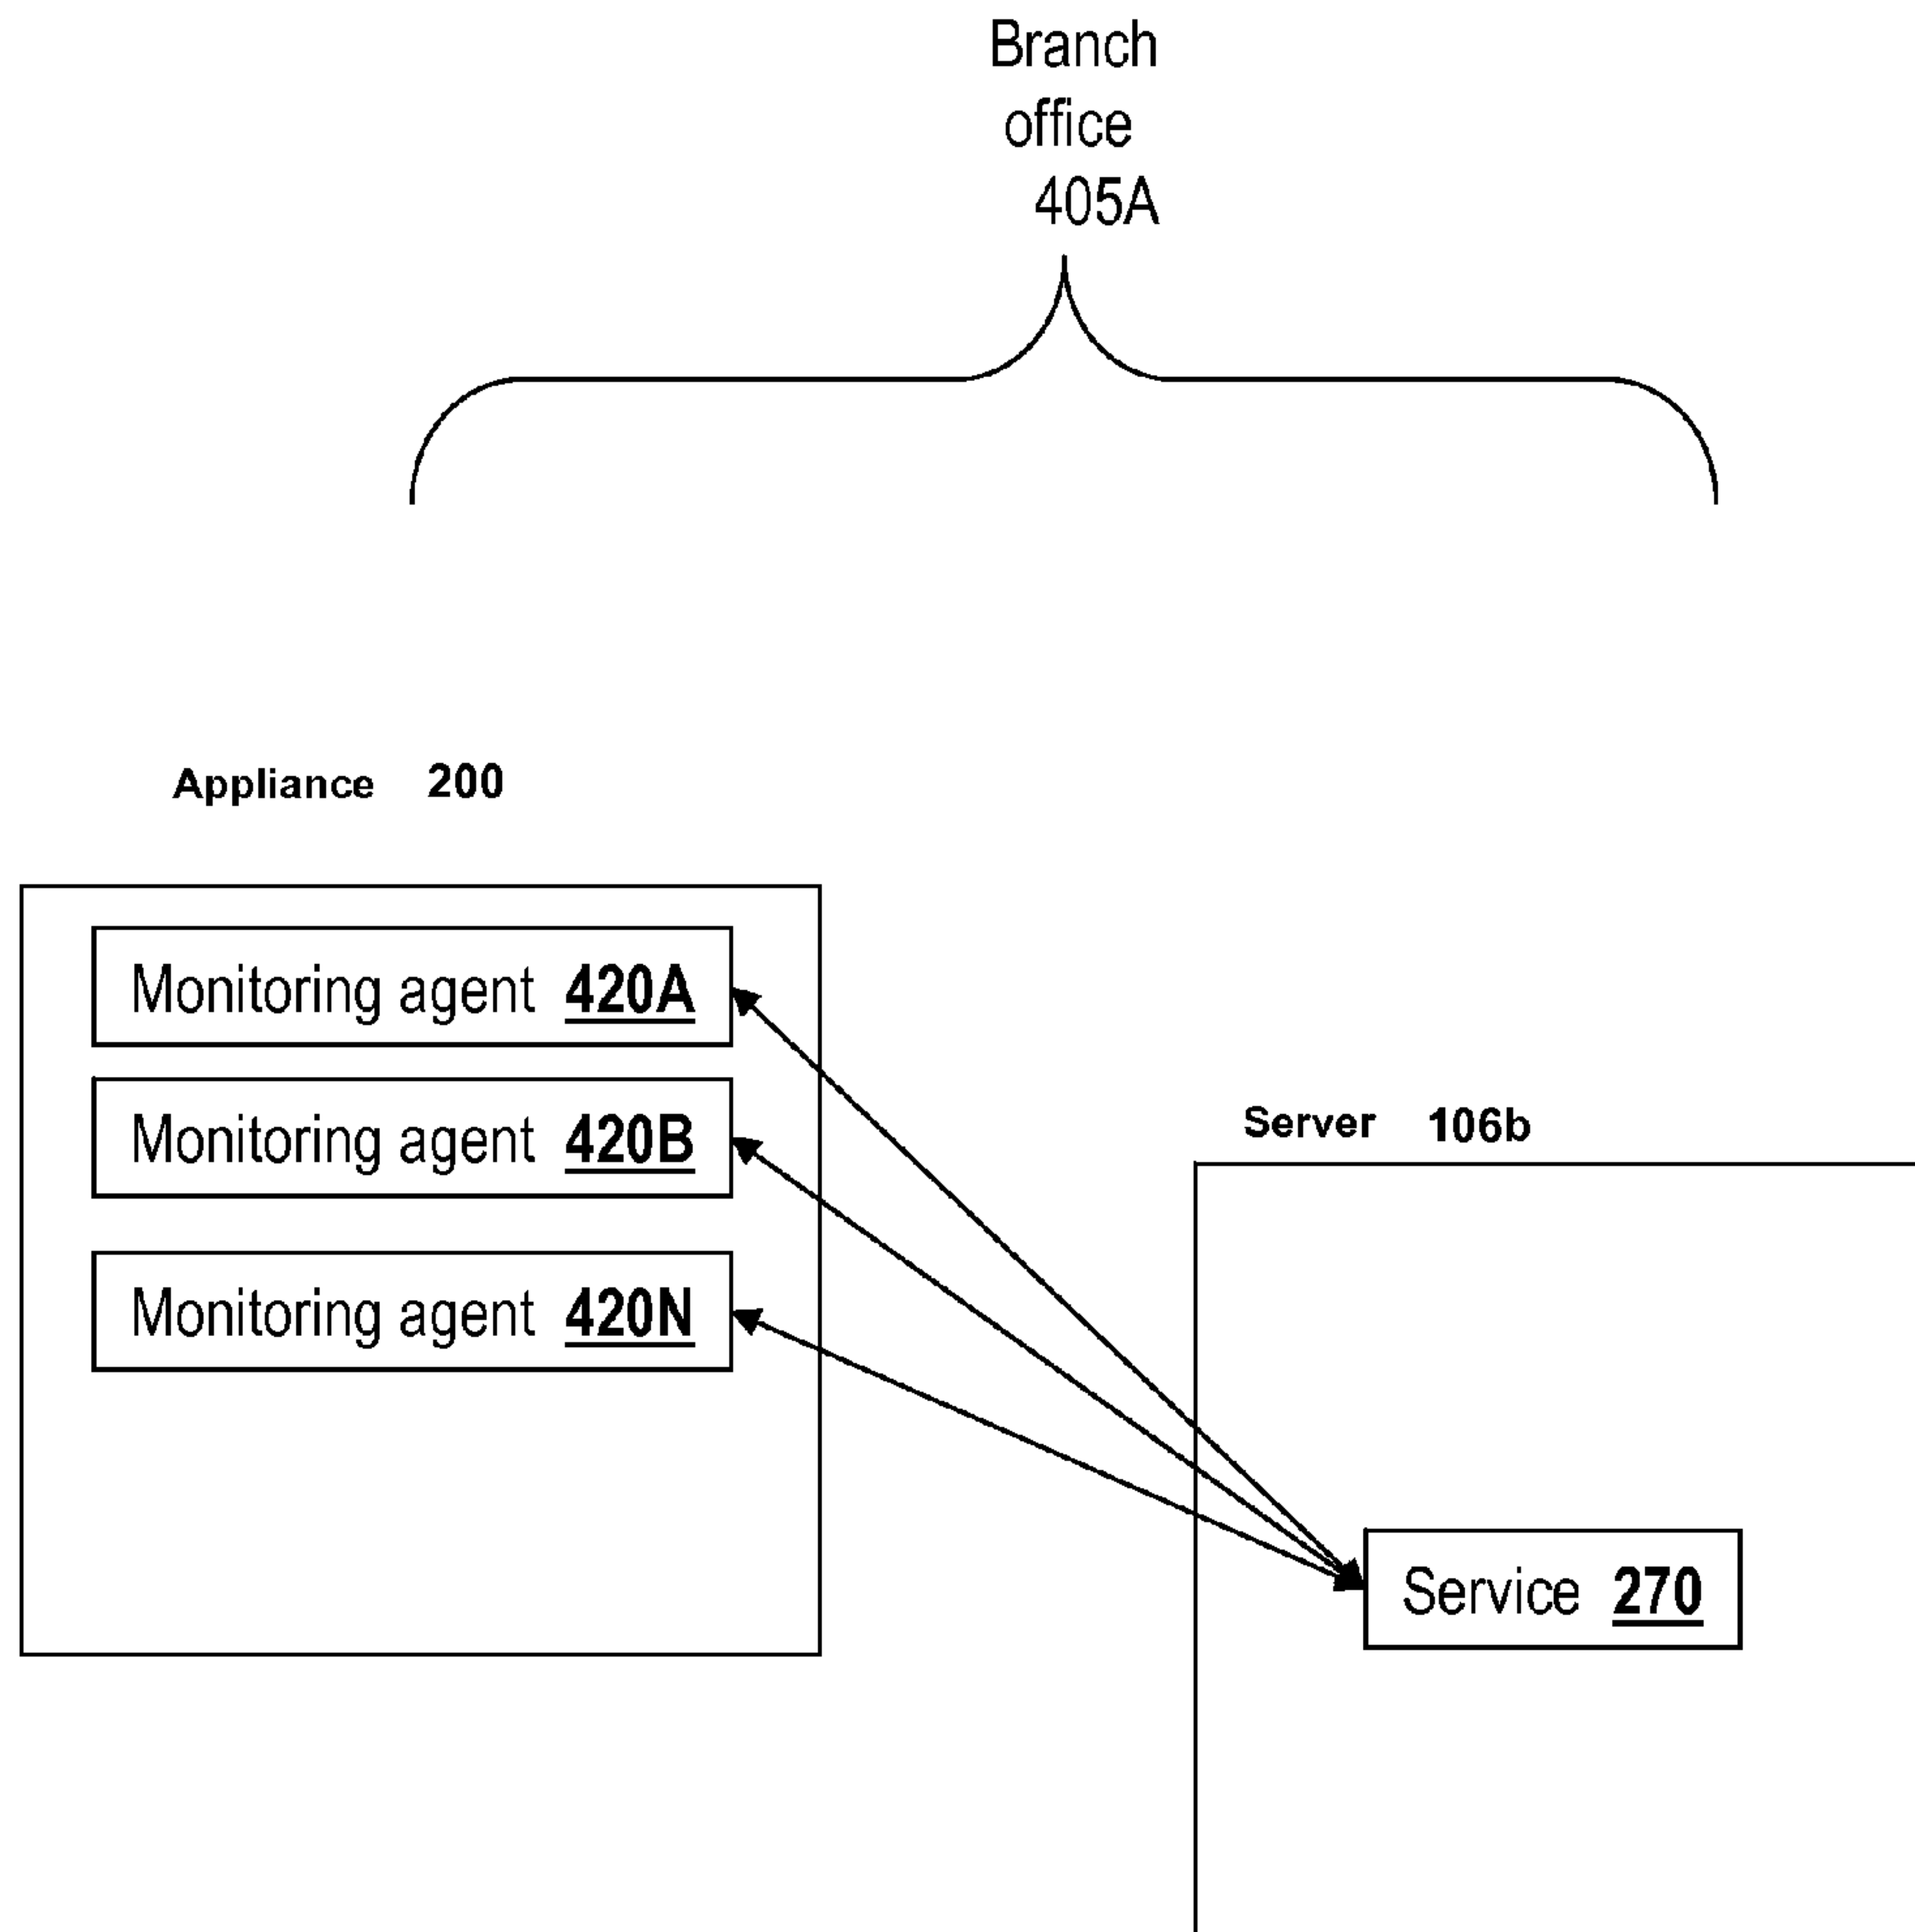 Branch
office
405A
Appliance 200
Monitoring agent 420A
Monitoring agent 420B
Server 106b
Monitoring agent 420N
Service 270